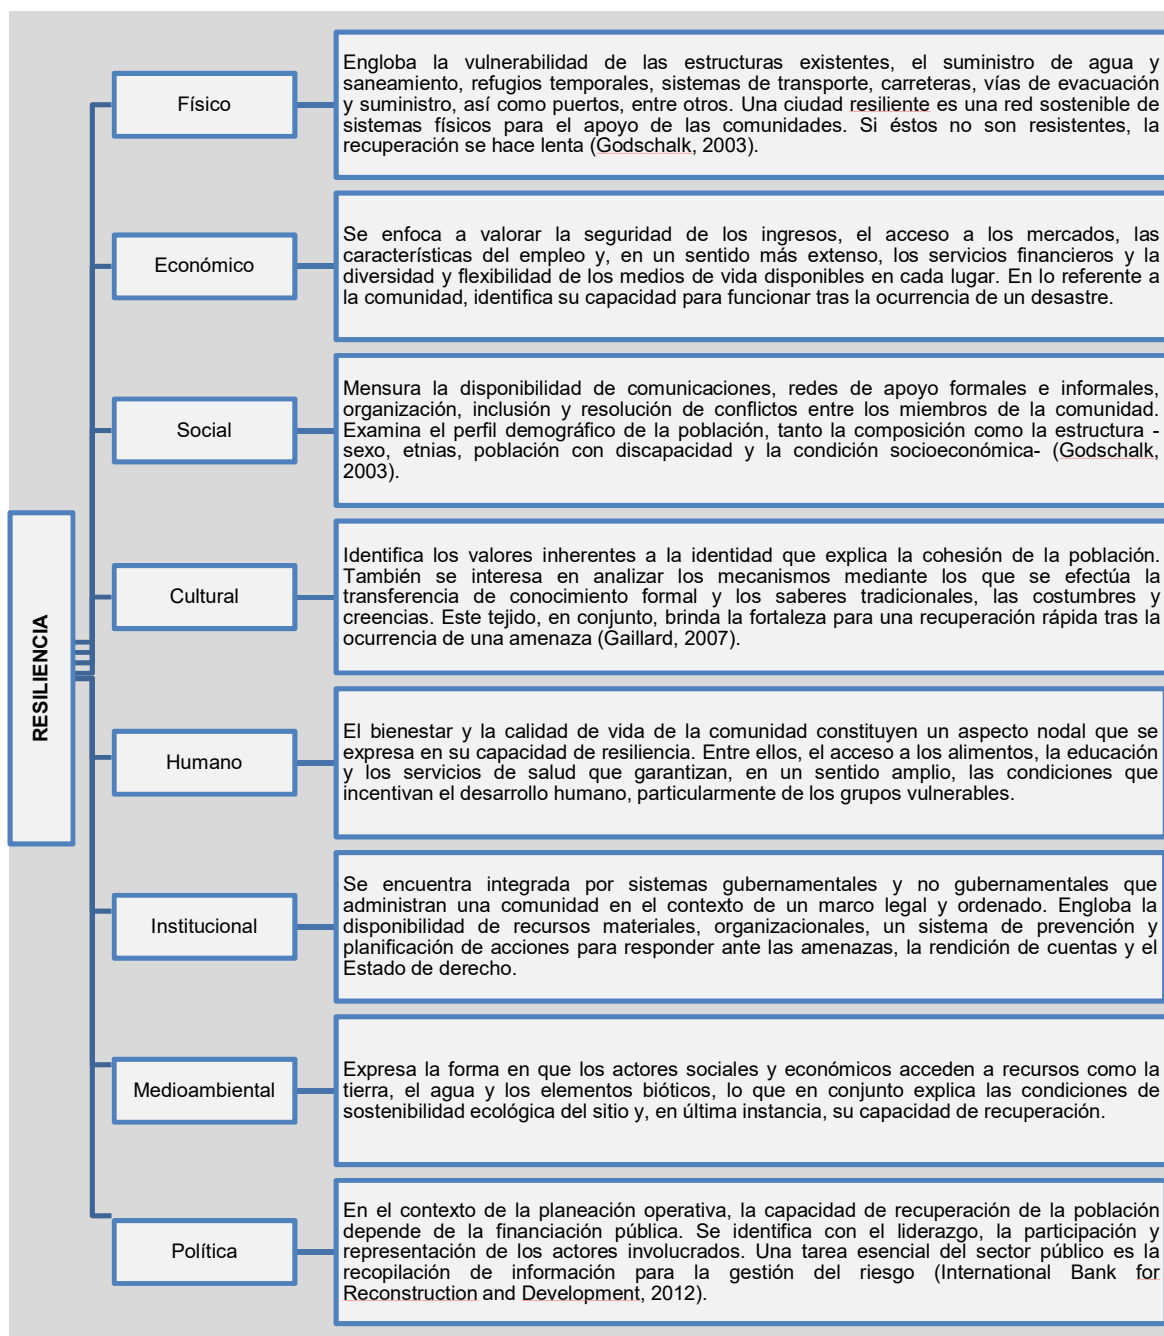 RESILIENCIA
Físico
Engloba la vulnerabilidad de las estructuras existentes, el suministro de agua y
saneamiento, refugios temporales, sistemas de transporte, carreteras, vías de evacuación
y suministro, así como puertos, entre otros. Una ciudad resiliente es una red sostenible de
sistemas físicos para el apoyo de las comunidades. Si éstos no son resistentes, la
recuperación se hace lenta (Godschalk, 2003).
Económico
Se enfoca a valorar la seguridad de los ingresos, el acceso a los mercados, las
características del empleo y, en un sentido más extenso, los servicios financieros y la
diversidad y flexibilidad de los medios de vida disponibles en cada lugar. En lo referente a
la comunidad, identifica su capacidad para funcionar tras la ocurrencia de un desastre.
Social
Mensura la disponibilidad de comunicaciones, redes de apoyo formales e informales,
organización, inclusión y resolución de conflictos entre los miembros de la comunidad.
Examina el perfil demográfico de la población, tanto la composición como la estructura -
sexo, etnias, población con discapacidad y la condición socioeconómica- (Godschalk,
2003).
Cultural
Identifica los valores inherentes a la identidad que explica la cohesión de la población.
También se interesa en analizar los mecanismos mediante los que se efectúa la
transferencia de conocimiento formal y los saberes tradicionales, las costumbres y
creencias. Este tejido, en conjunto, brinda la fortaleza para una recuperación rápida tras la
ocurrencia de una amenaza (Gaillard, 2007).
Humano
El bienestar y la calidad de vida de la comunidad constituyen un aspecto nodal que se
expresa en su capacidad de resiliencia. Entre ellos, el acceso a los alimentos, la educación
y los servicios de salud que garantizan, en un sentido amplio, las condiciones que
incentivan el desarrollo humano, particularmente de los grupos vulnerables.
Institucional
Se encuentra integrada por sistemas gubernamentales y no gubernamentales que
administran una comunidad en el contexto de un marco legal y ordenado. Engloba la
disponibilidad de recursos materiales, organizacionales, un sistema de prevención y
planificación de acciones para responder ante las amenazas, la rendición de cuentas y el
Estado de derecho.
Medioambiental
Expresa la forma en que los actores sociales y económicos acceden a recursos como la
tierra, el agua y los elementos bióticos, lo que en conjunto explica las condiciones de
sostenibilidad ecológica del sitio y, en última instancia, su capacidad de recuperación.
Política
En el contexto de la planeación operativa, la capacidad de recuperación de la población
depende de la financiación pública. Se identifica con el liderazgo, la participación y
representación de los actores involucrados. Una tarea esencial del sector público es la
recopilación de información para la gestión del riesgo (International Bank for
Reconstruction and Development, 2012).